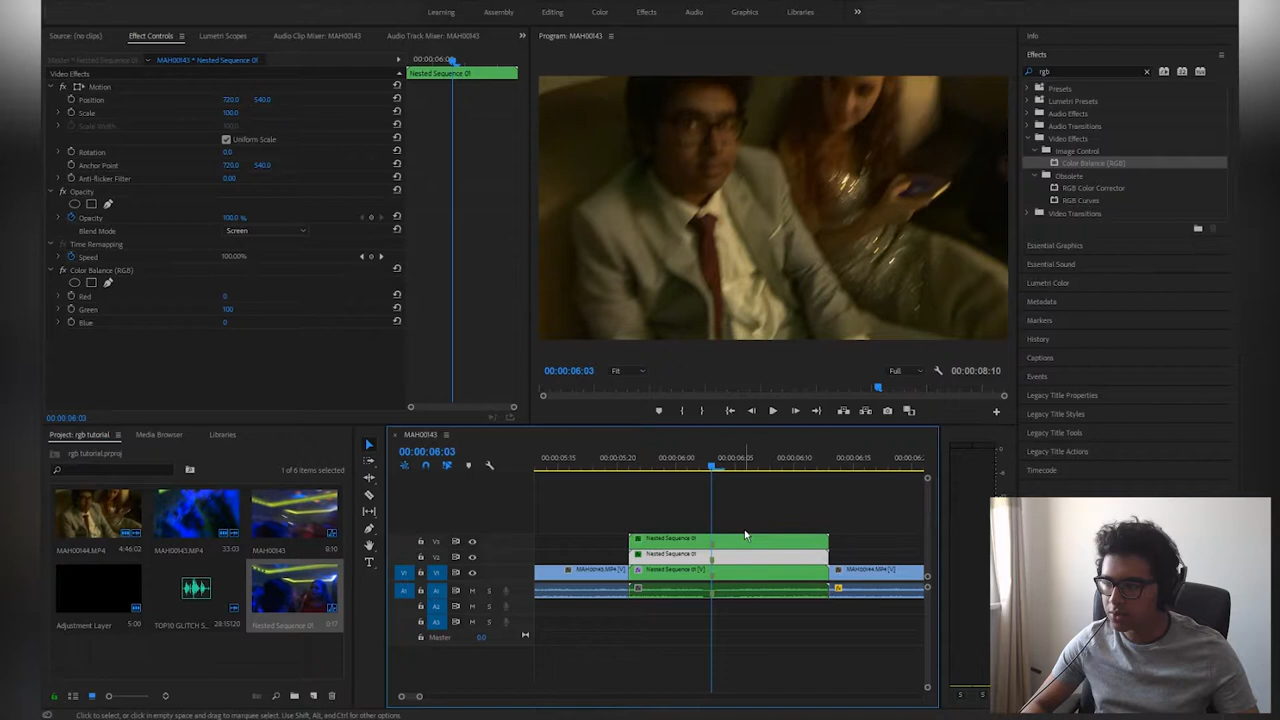 Learning Assembly Editing Color Effects Audio Graphics Libraries
Source: (no clips) Effect Controls Lumetri Scopes Audio Clip Mixer: MAH00143 Audio Track Mixer: MAH00143
Master * Nested Sequence 01 MAH00143 * Nested Sequence 01
00:00:06:0
Video Effects
Nested Sequence 01
Motion
Position 720.0 540.0
Scale 100.0
Scale Width 100.0
Uniform Scale
Rotation 0.0
Anchor Point 720.0 540.0
Anti-flicker Filter 0.00
Opacity
Opacity 100.0 %
Blend Mode Screen
Time Remapping
Speed 100.00%
Color Balance (RGB)
Red 0
Green 100
Blue 0
00:00:06:03
Program: MAH00143
00:00:06:03 Fit Full 00:00:08:10
Info
Effects
rgb
Presets
Lumetri Presets
Audio Effects
Audio Transitions
Video Effects
Image Control
Color Balance (RGB)
Obsolete
RGB Color Corrector
RGB Curves
Video Transitions
Essential Graphics
Essential Sound
Lumetri Color
Metadata
Markers
History
Captions
Events
Legacy Title Properties
Legacy Title Styles
Legacy Title Tools
Legacy Title Actions
Timecode
Project: rgb tutorial Media Browser Libraries
rgb tutorial.prproj
1 of 6 items selected
MAH00144.MP4 4:46:02
33:03
MAH00143 8:10
Adjustment Layer 5:00
TOP10 GLITCH S... 28:15120
Nested Sequence 01 0:17
MAH00143
00:00:06:03
00:00:05:15 00:00:05:20 00:00:06:00 00:00:06:05 00:00:06:10 00:00:06:15 00:00:06:
V3 Nested Sequence 01
V2 Nested Sequence 01
V1 V1 MAH00143.MP4 [V] Nested Sequence 01 [V] MAH00144.MP4 [V]
A1 A1 M S
A2 M S
A3 M S
Master 0.0
S S
Click to select, or click in empty space and drag to marquee select. Use Shift, Alt, and Ctrl for other options.